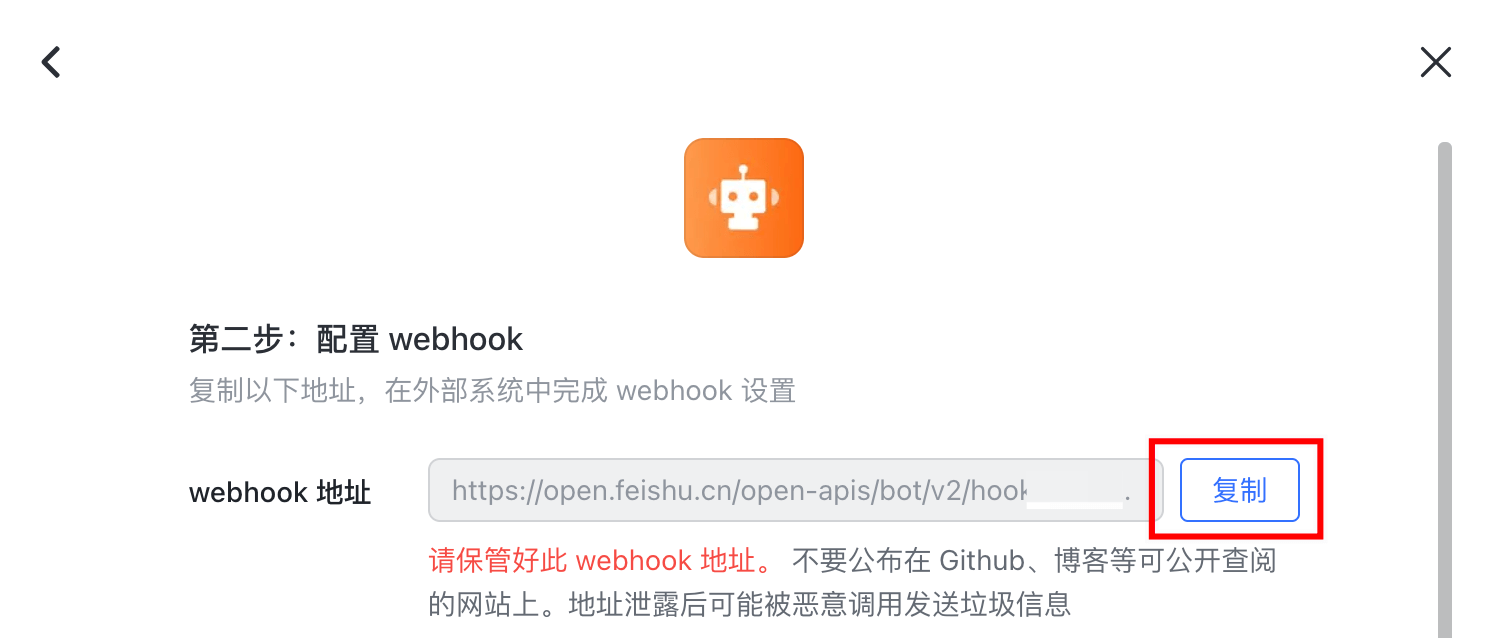 第二步：配置 webhook
复制以下地址，在外部系统中完成 webhook 设置
webhook 地址
https://open.feishu.cn/open-apis/bot/v2/hook
复制
请保管好此 webhook 地址。 不要公布在 Github、博客等可公开查阅
的网站上。地址泄露后可能被恶意调用发送垃圾信息